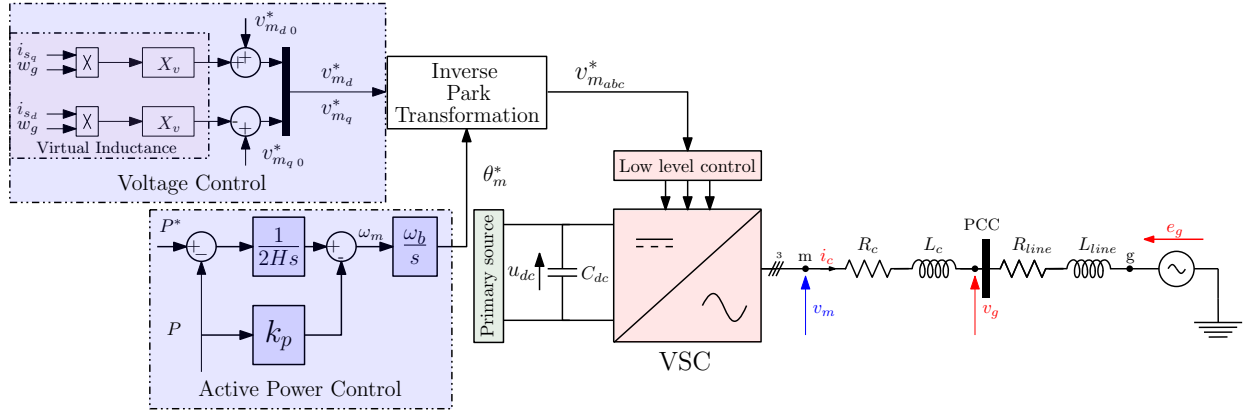 v*_{m_{d 0}}
i_{s_q}
w_g
X
X_v
+
+
v*_{m_d}
v*_{m_q}
Inverse
Park
Transformation
v*_{m_{abc}}
i_{s_d}
w_g
X
X_v
-
+
Virtual Inductance
v*_{m_{q 0}}
Voltage Control
Low level control
θ*_m
P*
+
-
1/2Hs
+
-
ω_m
ω_b/s
P
k_p
Active Power Control
Primary source
u_{dc}
C_{dc}
VSC
3
m
i_c
v_m
R_c
L_c
PCC
v_g
R_{line}
L_{line}
g
e_g